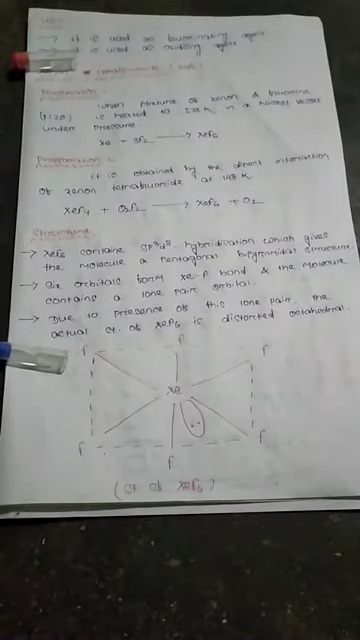 Uses
→ it is used as fluorinating agent
→ it is used as oxidising agent
Preparation:
When mixture of xenon & fluorine
(1:20) is heated to 523 K in a nickel vessel
under pressure
xe + 3F2 → xeF6
Preparation 2
it is obtained by the direct interaction
of xenon tetrafluoride at 143 K
xeF4 + O2F2 → xeF6 + O2
Structure
→ xeF6 contains sp3d3 hybridisation which gives
the molecule a Pentagonal bipyramidal structure
→ Six orbitals form xe-F bond & the molecule
contains a lone pair orbital.
→ Due to presence of this lone pair, the
actual st. of xeF6 is distorted octahedral.
F F F
xe
F F F
(st of xeF6)